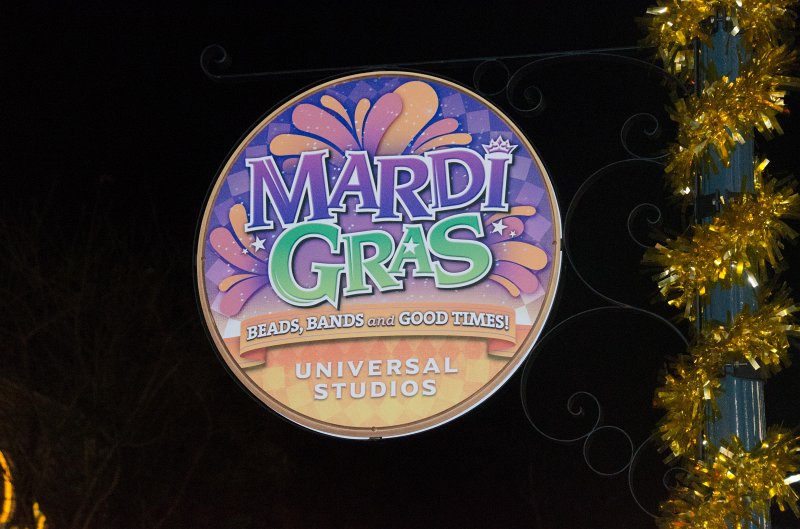 MARDI
GRAS
BEADS, BANDS and GOOD TIMES!
UNIVERSAL
STUDIOS